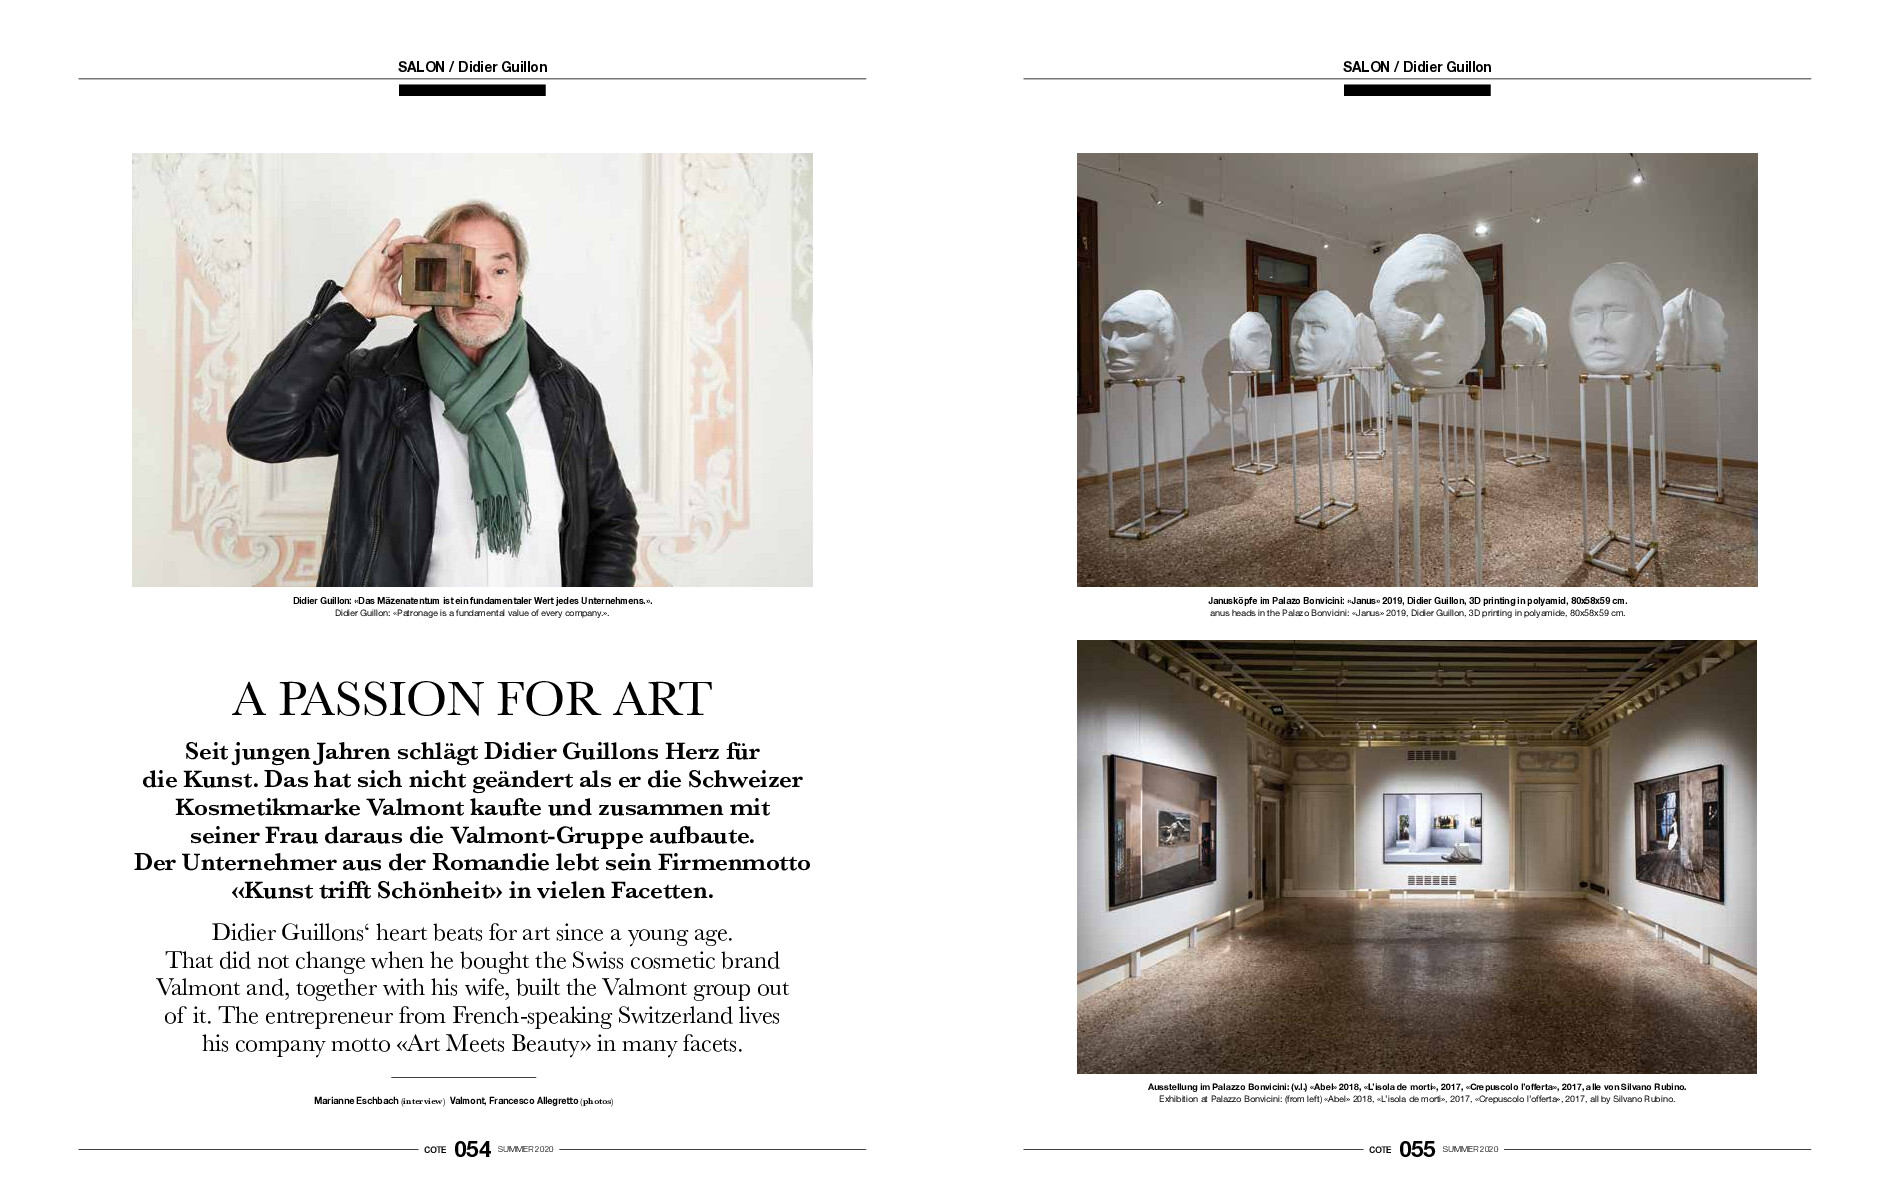 SALON / Didier Guillon
Didier Guillon: «Das Mäzenatentum ist ein fundamentaler Wert jedes Unternehmens.».
Didier Guillon: «Patronage is a fundamental value of every company.».
A PASSION FOR ART
Seit jungen Jahren schlägt Didier Guillons Herz für
die Kunst. Das hat sich nicht geändert als er die Schweizer
Kosmetikmarke Valmont kaufte und zusammen mit
seiner Frau daraus die Valmont-Gruppe aufbaute.
Der Unternehmer aus der Romandie lebt sein Firmenmotto
«Kunst trifft Schönheit» in vielen Facetten.
Didier Guillons‘ heart beats for art since a young age.
That did not change when he bought the Swiss cosmetic brand
Valmont and, together with his wife, built the Valmont group out
of it. The entrepreneur from French-speaking Switzerland lives
his company motto «Art Meets Beauty» in many facets.
Marianne Eschbach (interview) Valmont, Francesco Allegretto (photos)
COTE 054 SUMMER 2020
SALON / Didier Guillon
Janusköpfe im Palazo Bonvicini: «Janus» 2019, Didier Guillon, 3D printing in polyamid, 80x58x59 cm.
anus heads in the Palazo Bonvicini: «Janus» 2019, Didier Guillon, 3D printing in polyamide, 80x58x59 cm.
Ausstellung im Palazzo Bonvicini: (v.l.) «Abel» 2018, «L’isola de morti», 2017, «Crepuscolo l’offerta», 2017, alle von Silvano Rubino.
Exhibition at Palazzo Bonvicini: (from left) «Abel» 2018, «L’isola de morti», 2017, «Crepuscolo l’offerta», 2017, all by Silvano Rubino.
COTE 055 SUMMER 2020